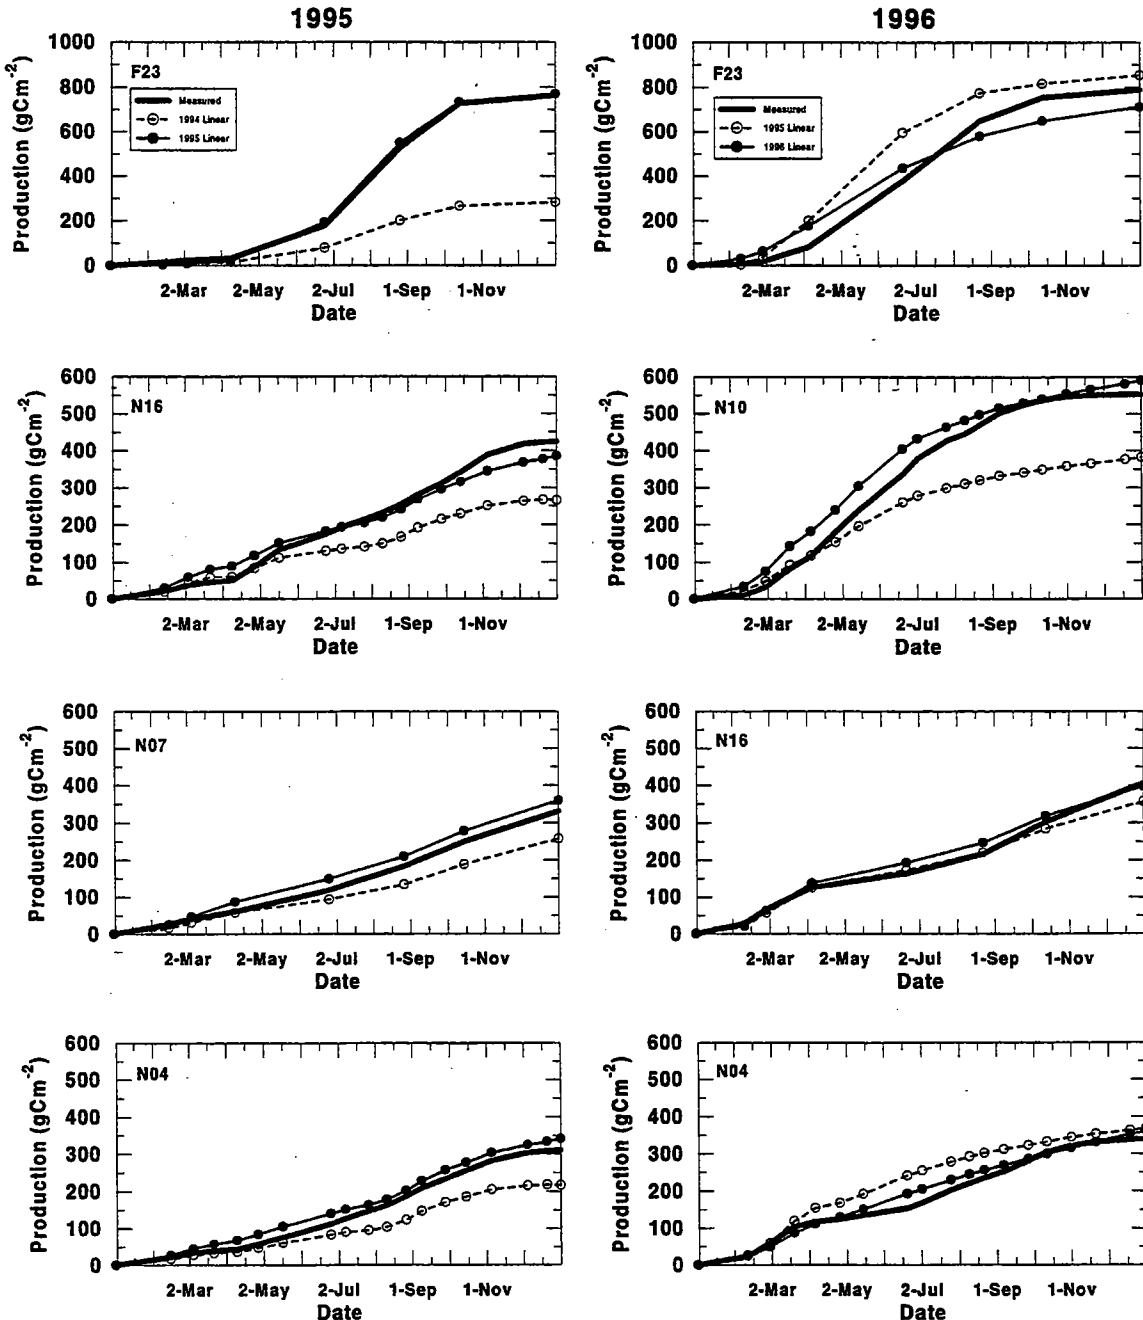 1995
1996
Production (gCm-2)
1000
800
600
400
200
0
F23
Measured
1994 Linear
1995 Linear
2-Mar 2-May 2-Jul 1-Sep 1-Nov
Date
Production (gCm-2)
1000
800
600
400
200
0
F23
Measured
1995 Linear
1996 Linear
2-Mar 2-May 2-Jul 1-Sep 1-Nov
Date
Production (gCm-2)
600
500
400
300
200
100
0
N16
2-Mar 2-May 2-Jul 1-Sep 1-Nov
Date
Production (gCm-2)
600
500
400
300
200
100
0
N10
2-Mar 2-May 2-Jul 1-Sep 1-Nov
Date
Production (gCm-2)
600
500
400
300
200
100
0
N07
2-Mar 2-May 2-Jul 1-Sep 1-Nov
Date
Production (gCm-2)
600
500
400
300
200
100
0
N16
2-Mar 2-May 2-Jul 1-Sep 1-Nov
Date
Production (gCm-2)
600
500
400
300
200
100
0
N04
2-Mar 2-May 2-Jul 1-Sep 1-Nov
Date
Production (gCm-2)
600
500
400
300
200
100
0
N04
2-Mar 2-May 2-Jul 1-Sep 1-Nov
Date